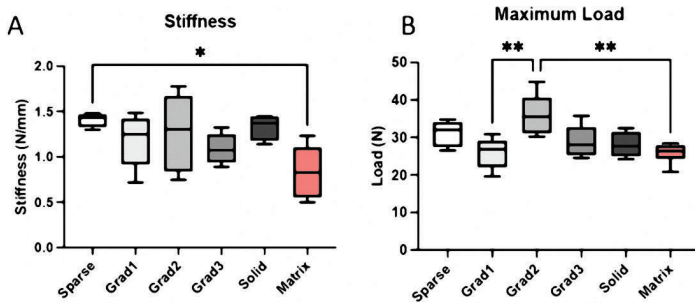 A
Stiffness
*
Stiffness (N/mm)
2.0
1.5
1.0
0.5
0.0
Sparse
Grad1
Grad2
Grad3
Solid
Matrix
B
Maximum Load
** **
Load (N)
50
40
30
20
10
0
Sparse
Grad1
Grad2
Grad3
Solid
Matrix